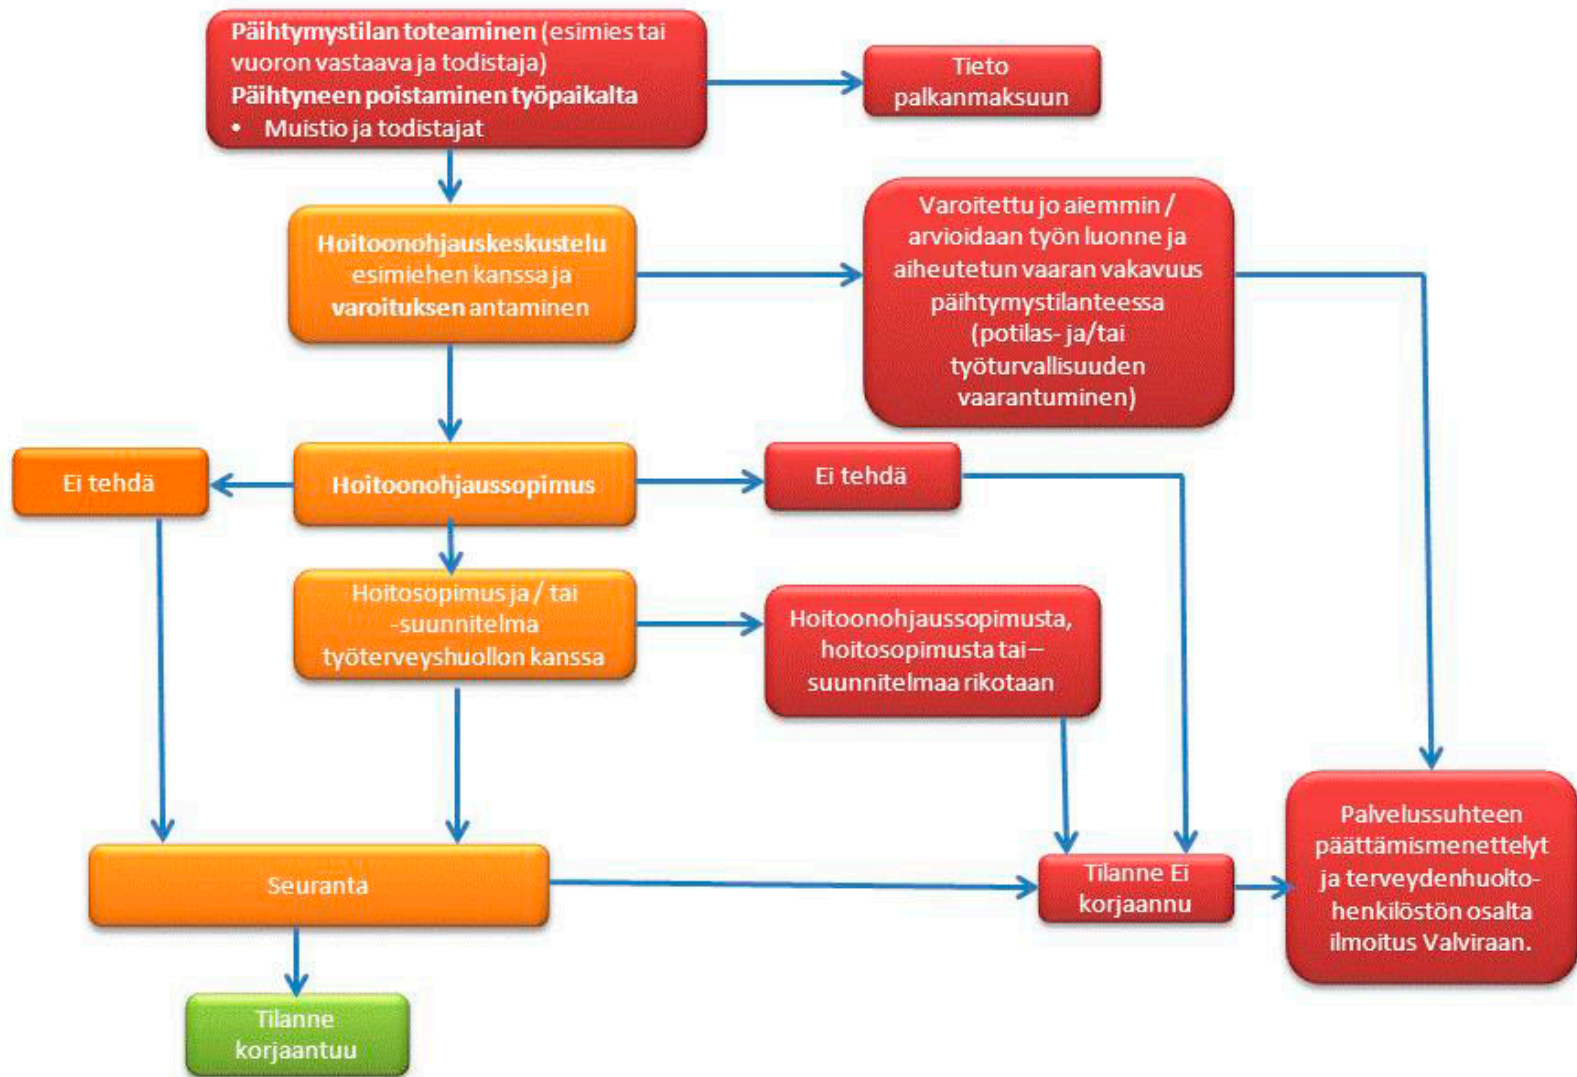 Päihtymystilan toteaminen (esimies tai
vuoron vastaava ja todistaja)
Päihtyneen poistaminen työpaikalta
• Muistio ja todistajat
Tieto
palkanmaksuun
Hoitoonohjauskeskustelu
esimiehen kanssa ja
varoituksen antaminen
Varoitettu jo aiemmin /
arvioidaan työn luonne ja
aiheutetun vaaran vakavuus
päihtymystilanteessa
(potilas- ja/tai
työturvallisuuden
vaarantuminen)
Ei tehdä
Hoitoonohjaussopimus
Ei tehdä
Hoitosopimus ja / tai
-suunnitelma
työterveyshuollon kanssa
Hoitoonohjaussopimusta,
hoitosopimusta tai–
suunnitelmaa rikotaan
Seuranta
Tilanne Ei
korjaannu
Palvelussuhteen
päättämismenettelyt
ja terveydenhuolto-
henkilöstön osalta
ilmoitus Valviraan.
Tilanne
korjaantuu